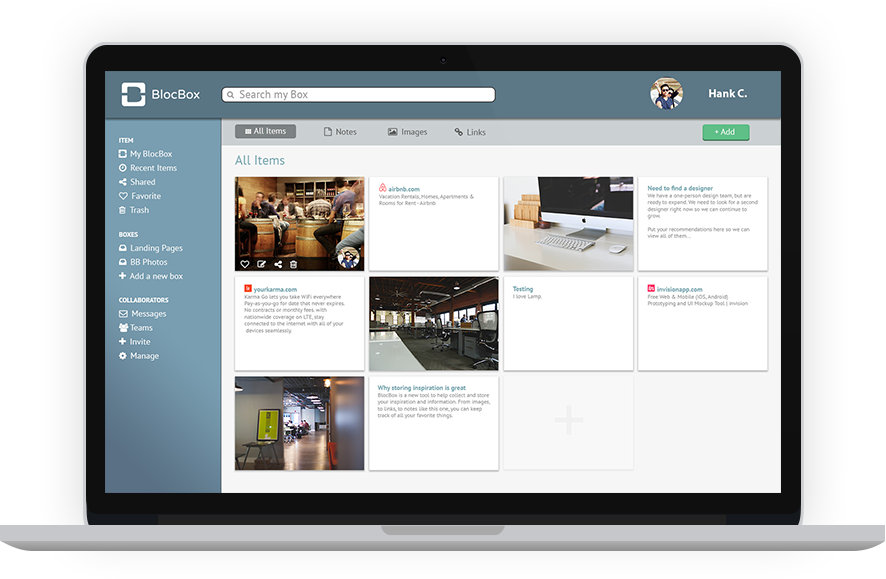 BlocBox
Search my Box
Hank C.
All Items
Notes
Images
Links
+ Add
ITEM
My BlocBox
Recent Items
Shared
Favorite
Trash
BOXES
Landing Pages
BB Photos
Add a new box
COLLABORATORS
Messages
Teams
Invite
Manage
All Items
airbnb.com
Vacation Rentals, Homes, Apartments &
Rooms for Rent - Airbnb
Need to find a designer
We have a one-person design team, but are
ready to expand. We need to look for a second
designer right now so we can continue to
grow.
Put your recommendations here so we can
view all of them...
yourkarma.com
Karma Go lets you take WiFi everywhere
Pay-as-you-go for date that never expires.
No contracts or monthly fees, with
nationwide coverage on LTE, stay
connected to the internet with all of your
devices seamlessly.
Testing
I love Lamp.
invisionapp.com
Free Web & Mobile (iOS, Android)
Prototyping and UI Mockup Tool | Invision
Why storing inspiration is great
BlocBox is a new tool to help collect and store
your inspiration and information. From images,
to links, to notes like this one, you can keep
track of all your favorite things.